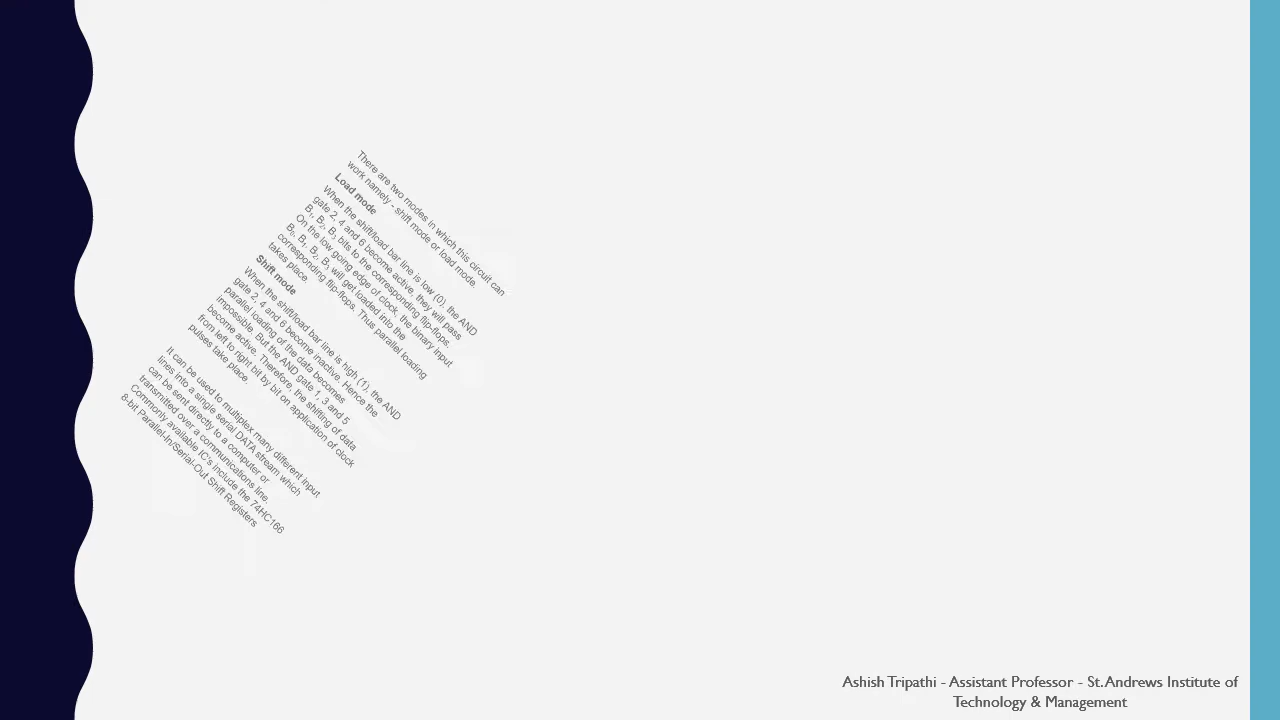 There are two modes in which this circuit can
work namely - shift mode or load mode.
Load mode
When the shift/load bar line is low (0), the AND
gate 2, 4 and 6 become active. they will pass
B₁, B₂, B₃ bits to the corresponding flip-flops.
On the low going edge of clock, the binary input
B₀, B₁, B₂, B₃ will get loaded into the
corresponding flip-flops. Thus parallel loading
takes place.
Shift mode
When the shift/load bar line is high (1), the AND
gate 2, 4 and 6 become inactive. Hence the
parallel loading of the data becomes
impossible. But the AND gate 1, 3 and 5
become active. Therefore, the shifting of data
from left to right bit by bit on application of clock
pulses take place.
It can be used to multiplex many different input
lines into a single serial DATA stream which
can be sent directly to a computer or
transmitted over a communications line.
Commonly available IC's include the 74HC166
8-bit Parallel-In/Serial-Out Shift Registers
Ashish Tripathi - Assistant Professor - St. Andrews Institute of
Technology & Management